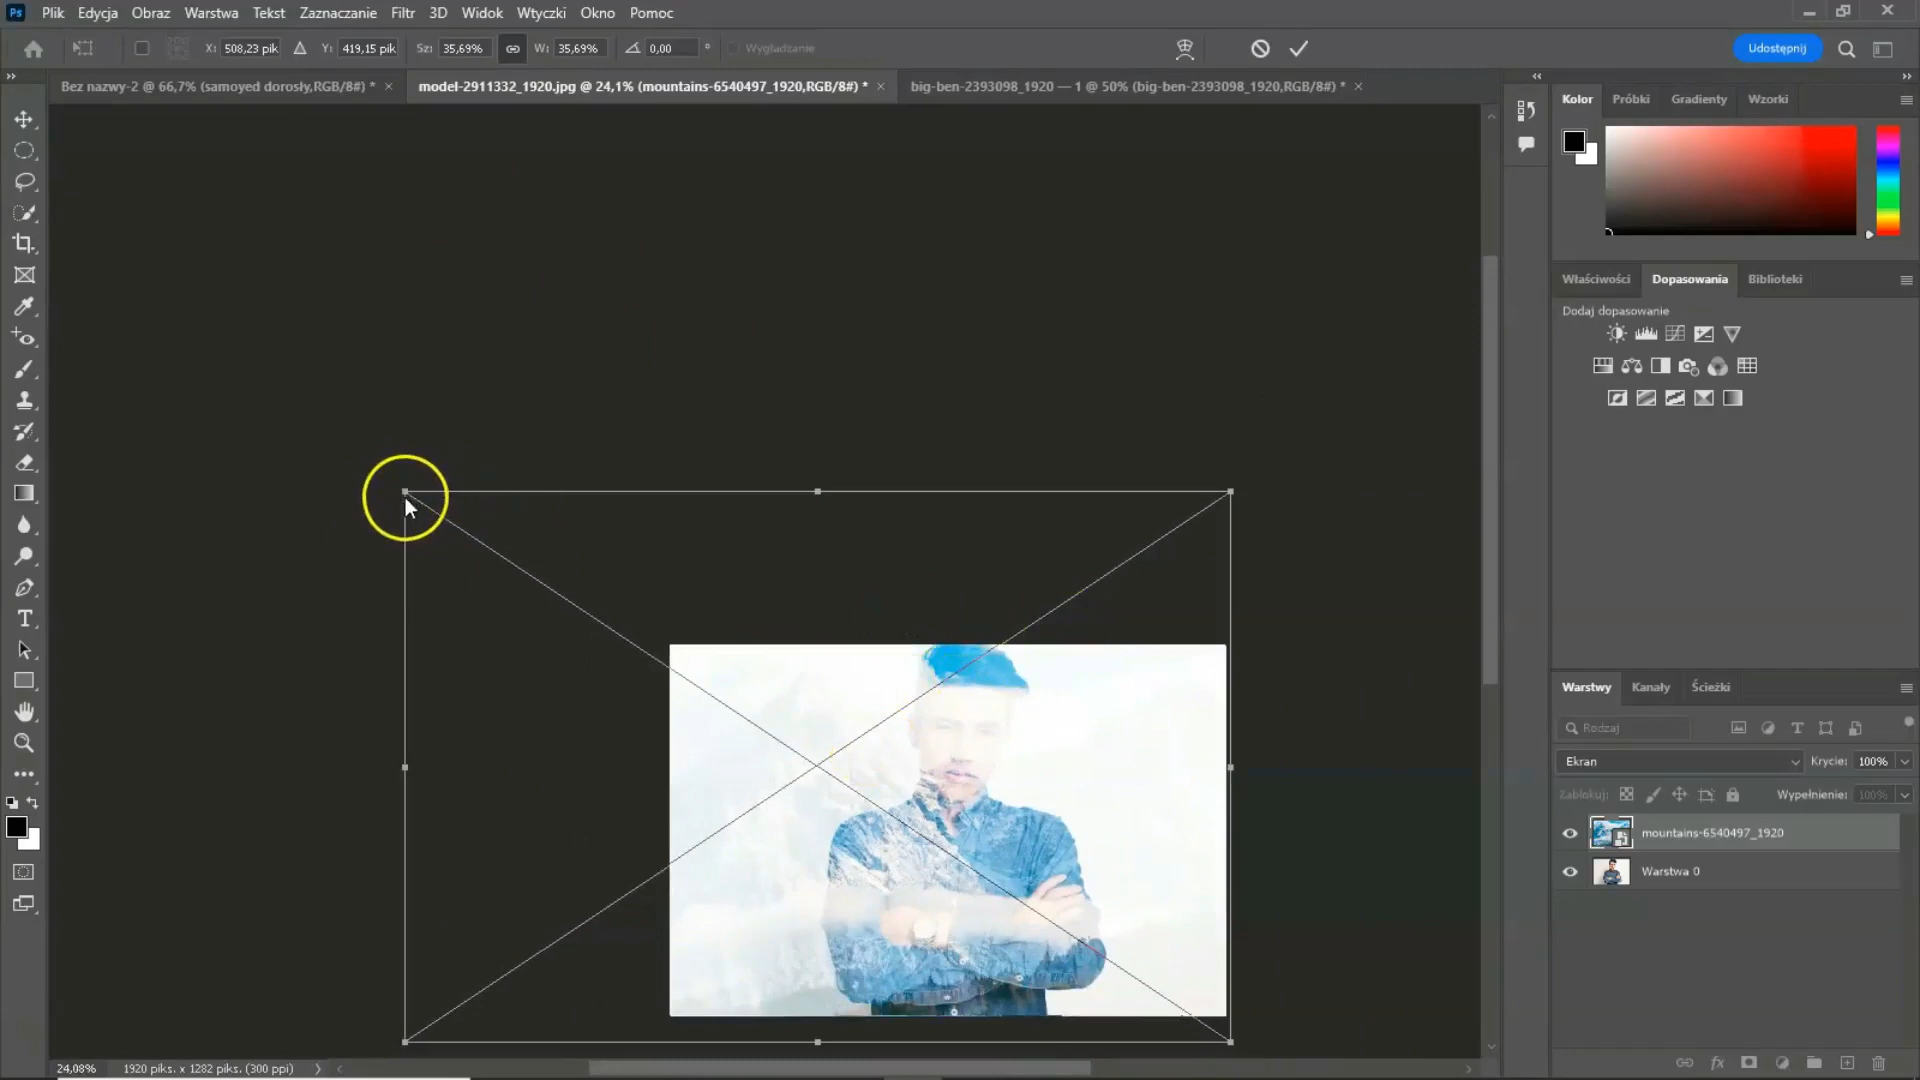 Ps Plik Edycja Obraz Warstwa Tekst Zaznaczanie Filtr 3D Widok Wtyczki Okno Pomoc
X: 508,23 pik Y: 419,15 pik Sz: 35,69% W: 35,69% 0,00 ° Wygładzanie Udostępnij
Bez nazwy-2 @ 66,7% (samoyed dorosły,RGB/8#) * model-2911332_1920.jpg @ 24,1% (mountains-6540497_1920,RGB/8#) * big-ben-2393098_1920 — 1 @ 50% (big-ben-2393098_1920,RGB/8#) *
Kolor Próbki Gradienty Wzorki
Właściwości Dopasowania Biblioteki
Dodaj dopasowanie
Warstwy Kanały Ścieżki
Rodzaj
Ekran Krycie: 100%
Zablokuj: Wypełnienie: 100%
mountains-6540497_1920
Warstwa 0
24,08% 1920 piks. x 1282 piks. (300 ppi)